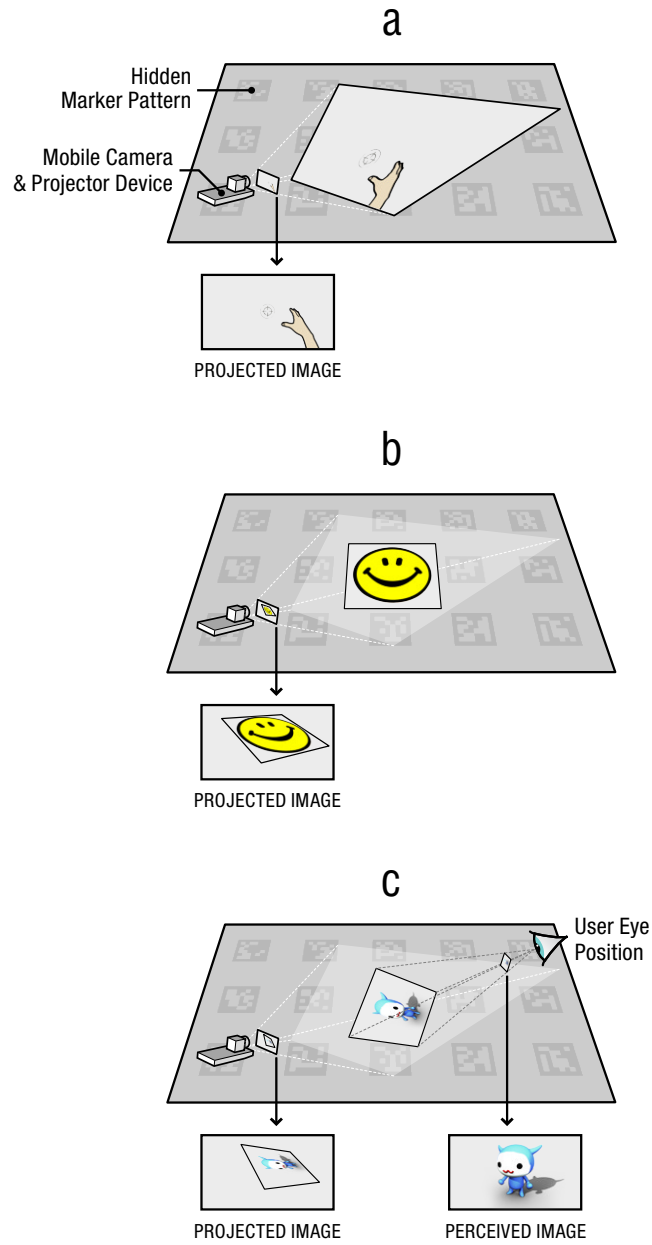 a
Hidden
Marker Pattern
Mobile Camera
& Projector Device
PROJECTED IMAGE
b
PROJECTED IMAGE
c
User Eye
Position
PROJECTED IMAGE
PERCEIVED IMAGE